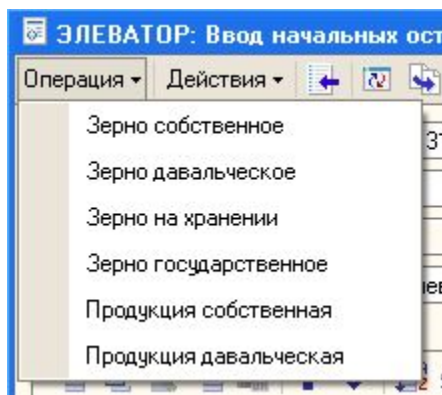 ЭЛЕВАТОР: Ввод начальных ост
Операция Действия
Зерно собственное
Зерно давальческое
Зерно на хранении
Зерно государственное
Продукция собственная
Продукция давальческая